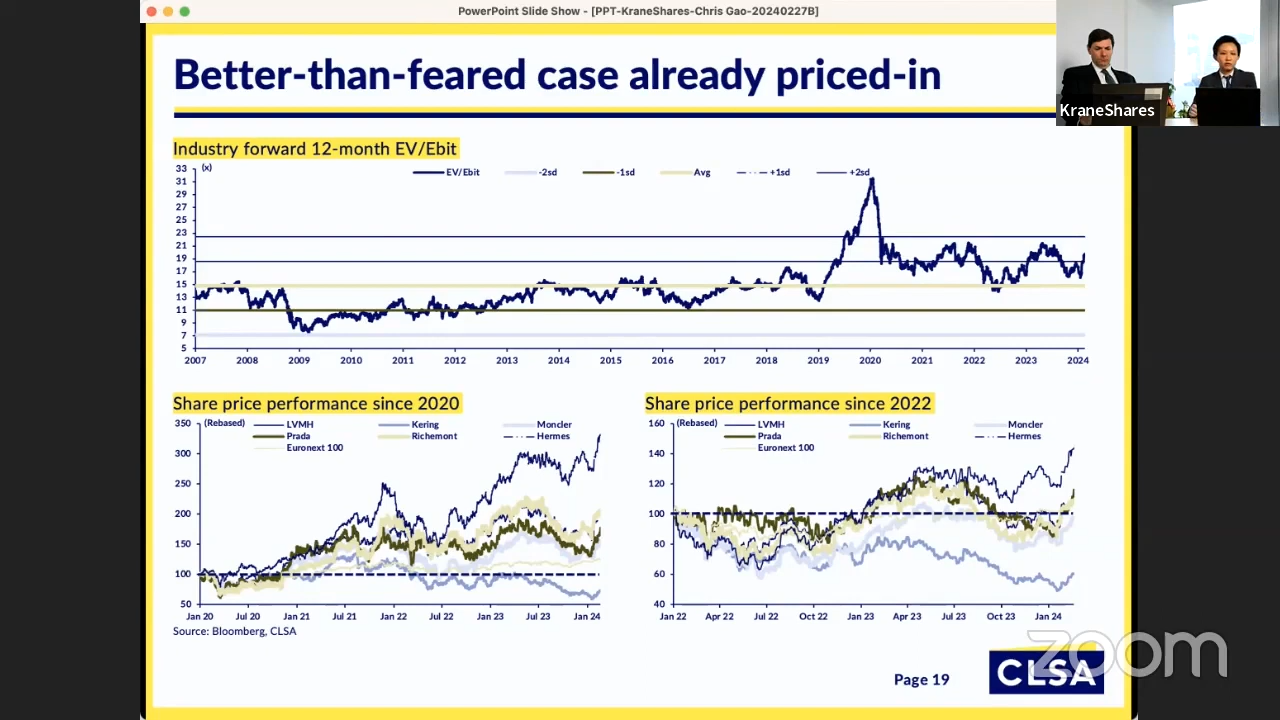 PowerPoint Slide Show - [PPT-KraneShares-Chris Gao-20240227B]
KraneShares
Better-than-feared case already priced-in
Industry forward 12-month EV/Ebit
(x)
EV/Ebit -2sd -1sd Avg +1sd +2sd
33
31
29
27
25
23
21
19
17
15
13
11
9
7
5
2007 2008 2009 2010 2011 2012 2013 2014 2015 2016 2017 2018 2019 2020 2021 2022 2023 2024
Share price performance since 2020
(Rebased)
LVMH Kering Moncler
Prada Richemont Hermes
Euronext 100
350
300
250
200
150
100
50
Jan 20 Jul 20 Jan 21 Jul 21 Jan 22 Jul 22 Jan 23 Jul 23 Jan 24
Source: Bloomberg, CLSA
Share price performance since 2022
(Rebased)
LVMH Kering Moncler
Prada Richemont Hermes
Euronext 100
160
140
120
100
80
60
40
Jan 22 Apr 22 Jul 22 Oct 22 Jan 23 Apr 23 Jul 23 Oct 23 Jan 24
Page 19
CLSA
zoom